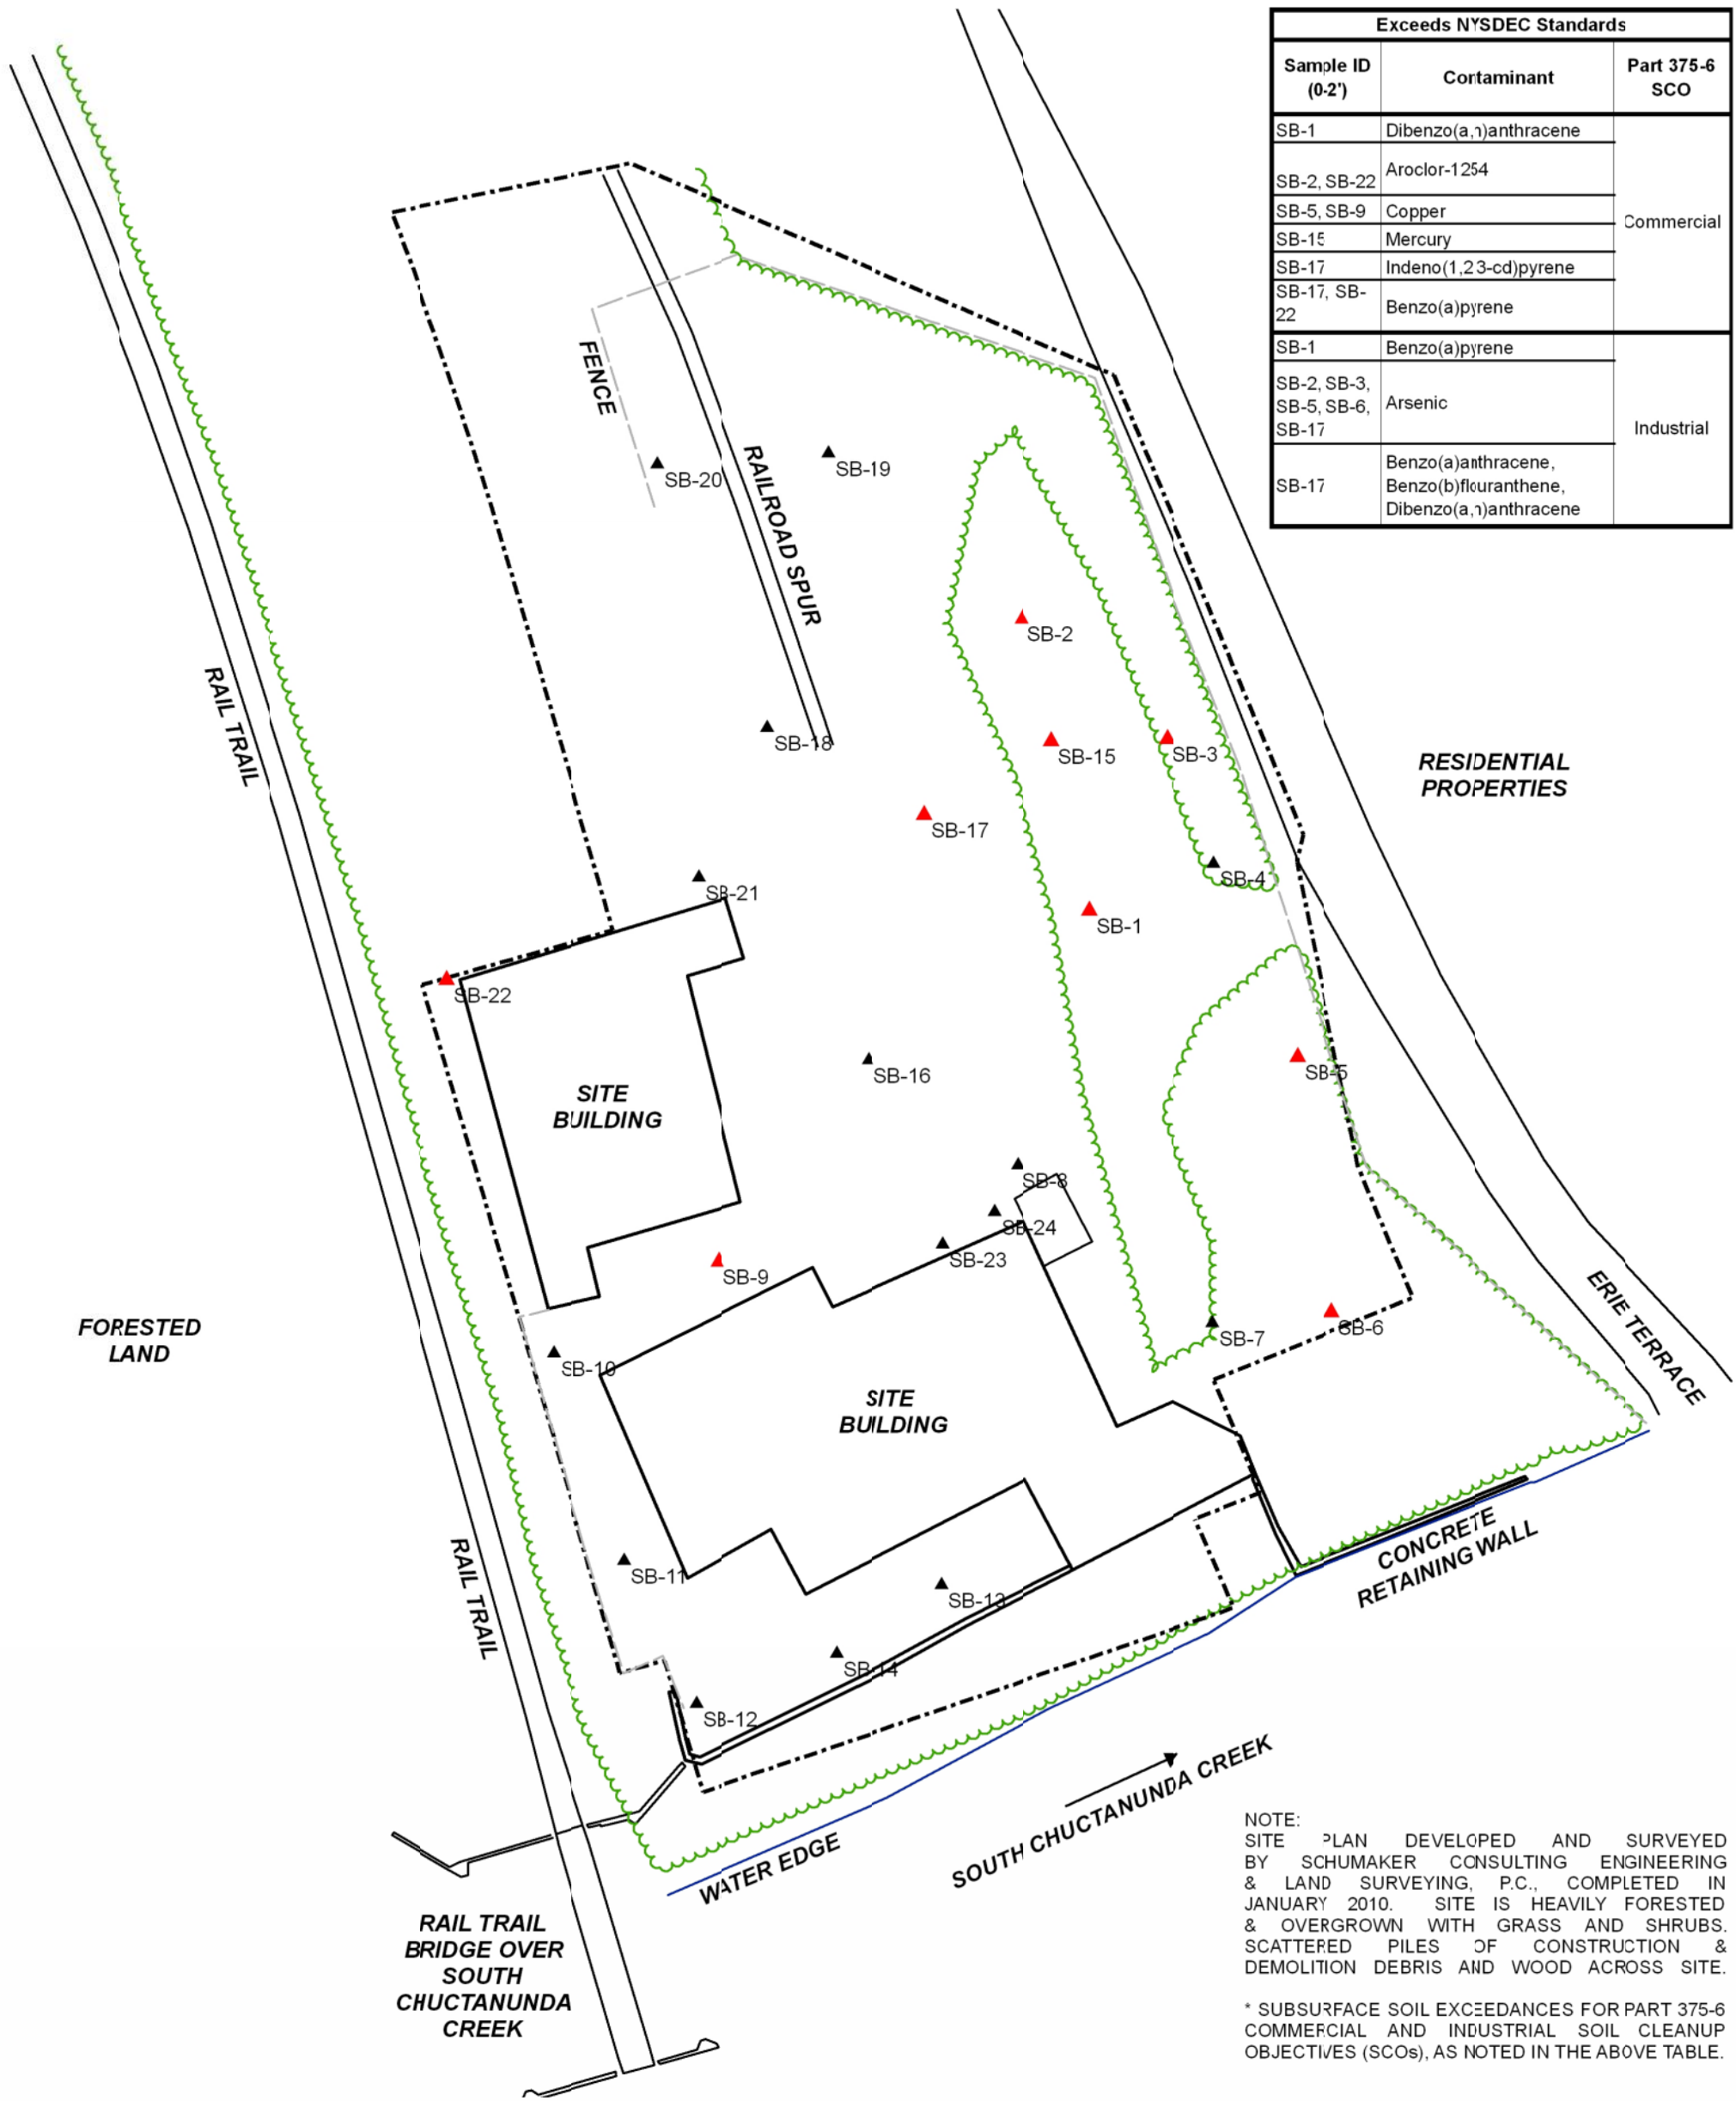 Exceeds NYSDEC Standards
Sample ID
(0-2')
Contaminant
Part 375-6
SCO
SB-1
Dibenzo(a,h)anthracene
SB-2, SB-22
Aroclor-1254
SB-5, SB-9
Copper
SB-15
Mercury
SB-17
Indeno(1,23-cd)pyrene
SB-17, SB-
22
Benzo(a)pyrene
Commercial
SB-1
Benzo(a)pyrene
SB-2, SB-3,
SB-5, SB-6,
SB-17
Arsenic
SB-17
Benzo(a)anthracene,
Benzo(b)flouranthene,
Dibenzo(a,h)anthracene
Industrial
FENCE
SB-20
RAILROAD SPUR
SB-19
SB-2
RAIL TRAIL
SB-18
SB-15
SB-3
RESIDENTIAL
PROPERTIES
SB-17
SB-21
SB-4
SB-1
SB-22
SB-16
SB-5
SITE
BUILDING
SB-8
SB-24
SB-23
SB-9
FORESTED
LAND
SB-10
SB-7
SB-6
ERIE TERRACE
SITE
BUILDING
RAIL TRAIL
SB-11
SB-13
CONCRETE
RETAINING WALL
SB-14
SB-12
SOUTH CHUCTANUNDA CREEK
WATER EDGE
RAIL TRAIL
BRIDGE OVER
SOUTH
CHUCTANUNDA
CREEK
NOTE:
SITE PLAN DEVELOPED AND SURVEYED
BY SCHUMAKER CONSULTING ENGINEERING
& LAND SURVEYING, P.C., COMPLETED IN
JANUARY 2010. SITE IS HEAVILY FORESTED
& OVERGROWN WITH GRASS AND SHRUBS.
SCATTERED PILES OF CONSTRUCTION &
DEMOLITION DEBRIS AND WOOD ACROSS SITE.
* SUBSURFACE SOIL EXCEEDANCES FOR PART 375-6
COMMERCIAL AND INDUSTRIAL SOIL CLEANUP
OBJECTIVES (SCOs), AS NOTED IN THE ABOVE TABLE.